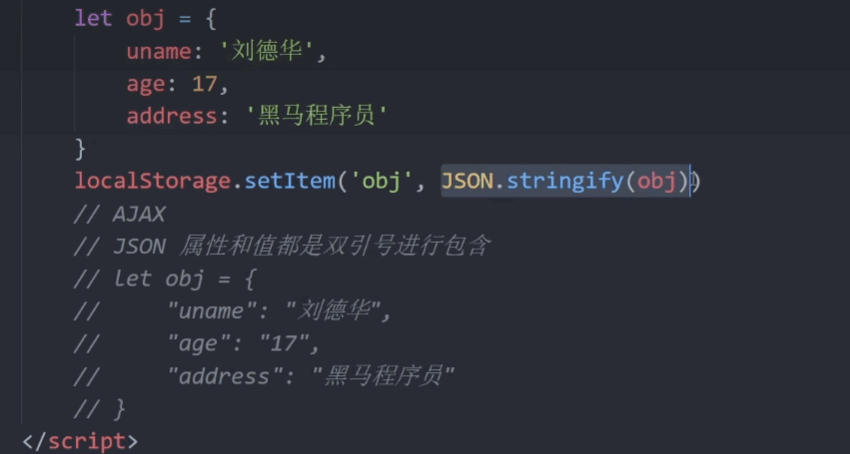 let obj = {
uname: '刘德华',
age: 17,
address: '黑马程序员'
}
localStorage.setItem('obj', JSON.stringify(obj))
// AJAX
// JSON 属性和值都是双引号进行包含
// let obj = {
//     "uname": "刘德华",
//     "age": "17",
//     "address": "黑马程序员"
// }
</script>